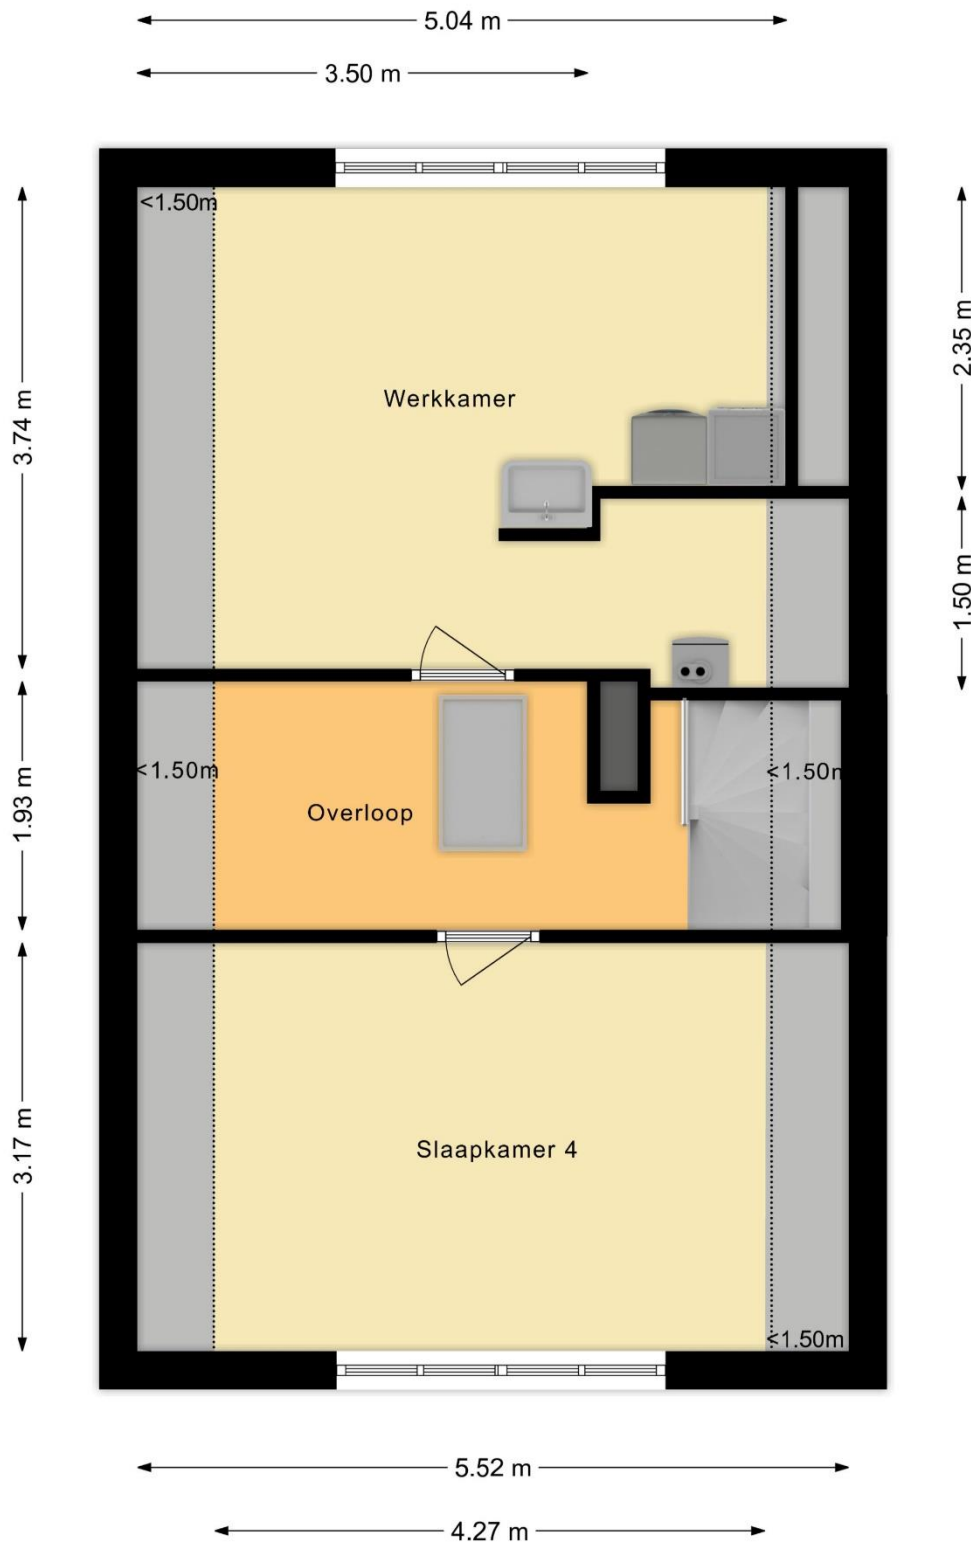 5.04 m
3.50 m
<1.50m
2.35 m
3.74 m
Werkkamer
1.50 m
<1.50m
<1.50m
1.93 m
Overloop
3.17 m
Slaapkamer 4
<1.50m
5.52 m
4.27 m